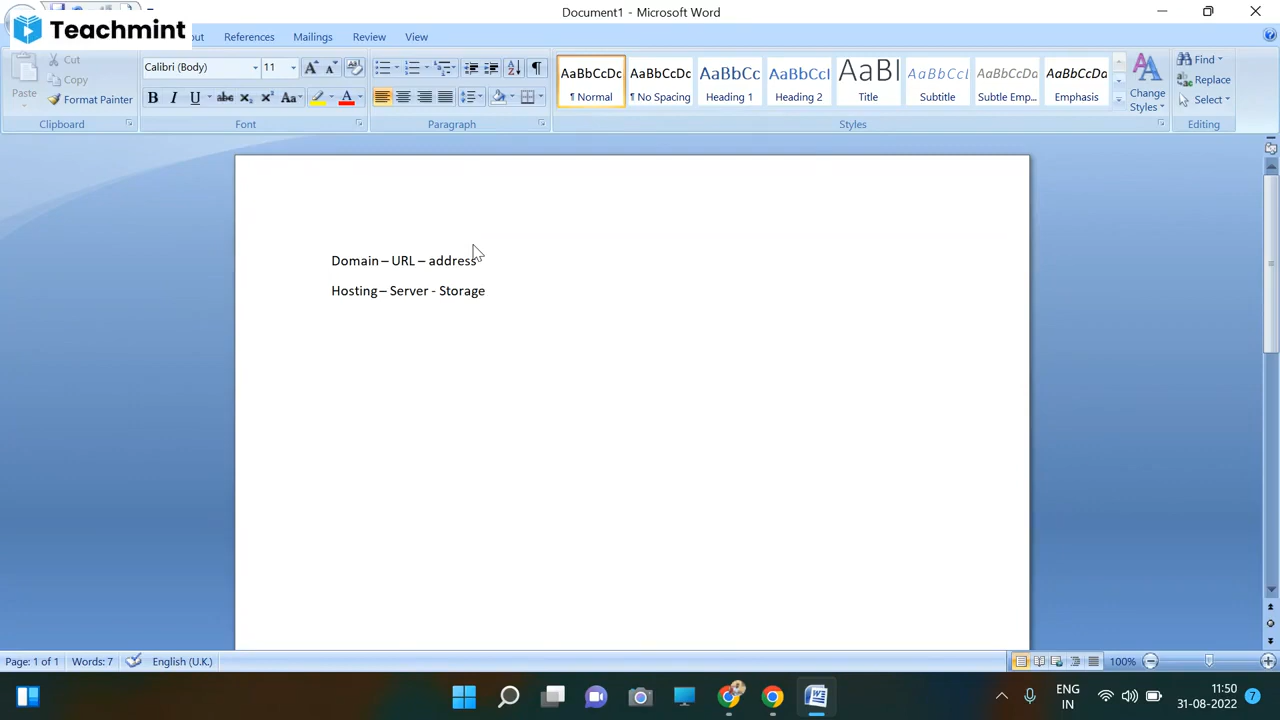 Document1 - Microsoft Word
Teachmint
References Mailings Review View
Cut
Copy
Paste
Format Painter
Calibri (Body) 11
AaBbCcDc AaBbCcDc AaBbCc AaBbCcI AaBl AaBbCcI AaBbCcDa AaBbCcDa
¶ Normal ¶ No Spacing Heading 1 Heading 2 Title Subtitle Subtle Emp... Emphasis
Change Styles
Find
Replace
Select
Clipboard Font Paragraph Styles Editing
Domain – URL – address
Hosting – Server - Storage
Page: 1 of 1 Words: 7 English (U.K.) 100%
ENG 11:50
IN 31-08-2022 7